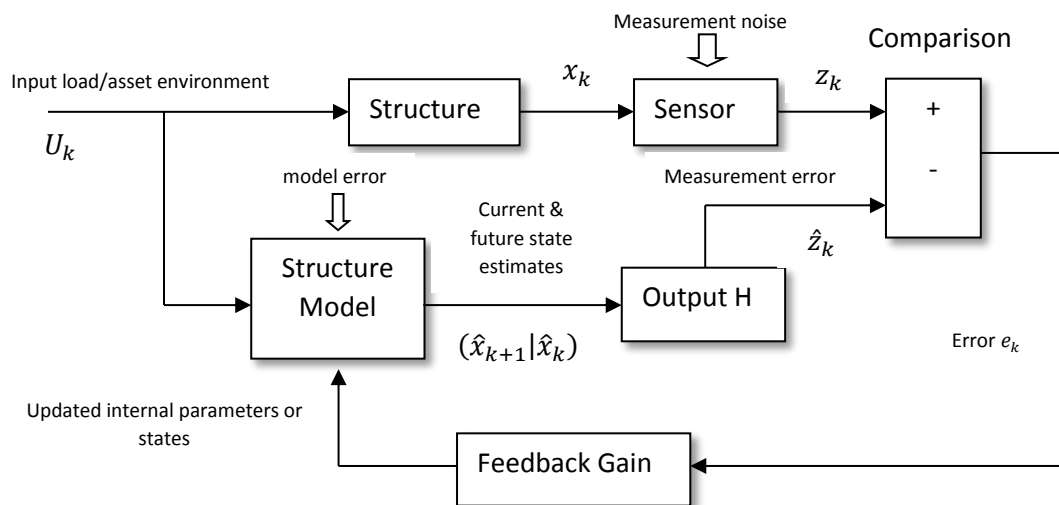 Measurement noise
Comparison
Input load/asset environment
x_k
z_k
Structure
Sensor
+
U_k
-
model error
Measurement error
Current &
future state
estimates
ẑ_k
Structure
Model
Output H
(x̂_{k+1}|x̂_k)
Error e_k
Updated internal parameters or
states
Feedback Gain